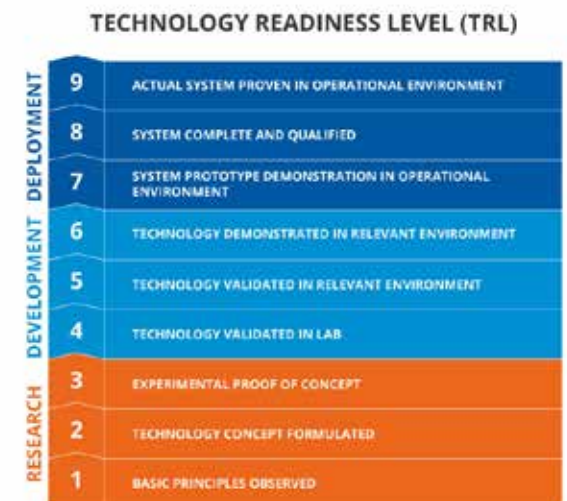 TECHNOLOGY READINESS LEVEL (TRL)
DEPLOYMENT
9 ACTUAL SYSTEM PROVEN IN OPERATIONAL ENVIRONMENT
8 SYSTEM COMPLETE AND QUALIFIED
7 SYSTEM PROTOTYPE DEMONSTRATION IN OPERATIONAL
ENVIRONMENT
DEVELOPMENT
6 TECHNOLOGY DEMONSTRATED IN RELEVANT ENVIRONMENT
5 TECHNOLOGY VALIDATED IN RELEVANT ENVIRONMENT
4 TECHNOLOGY VALIDATED IN LAB
RESEARCH
3 EXPERIMENTAL PROOF OF CONCEPT
2 TECHNOLOGY CONCEPT FORMULATED
1 BASIC PRINCIPLES OBSERVED